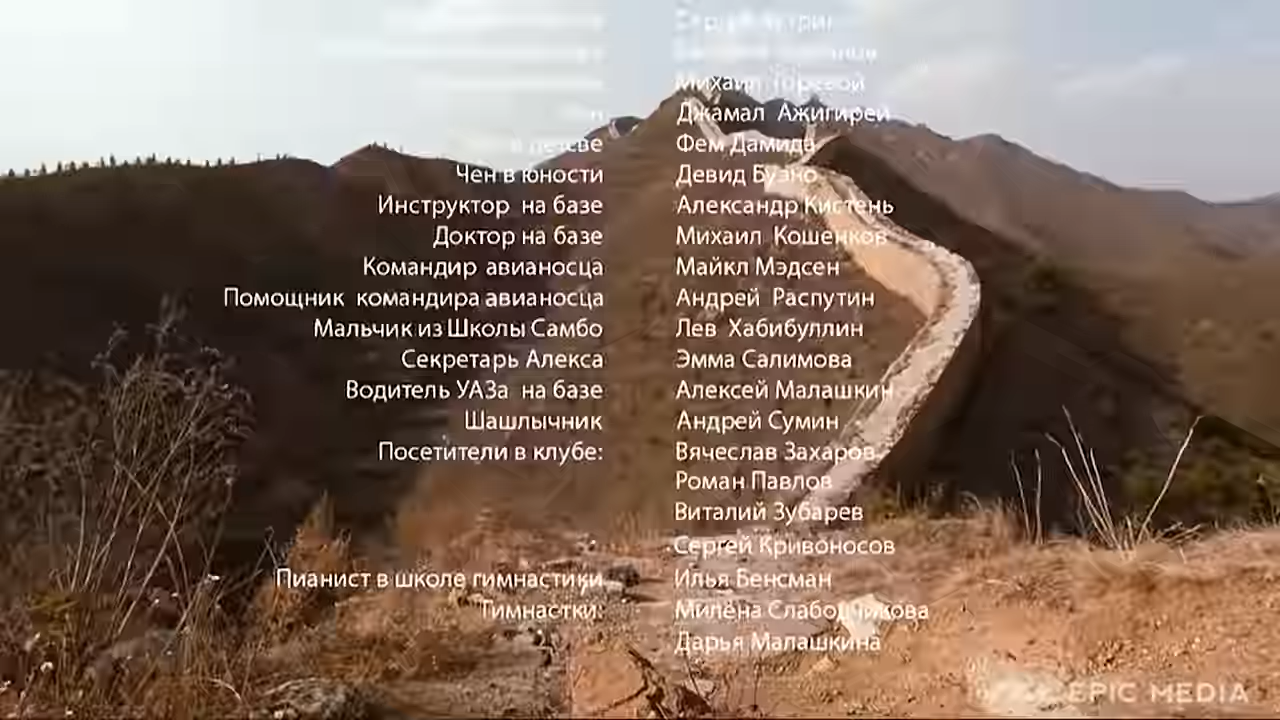 Михаил Горевой
Джамал Ажигирей
в детстве Фем Дамида
Чен в юности Девид Буэно
Инструктор на базе Александр Кистень
Доктор на базе Михаил Кошенков
Командир авианосца Майкл Мэдсен
Помощник командира авианосца Андрей Распутин
Мальчик из Школы Самбо Лев Хабибуллин
Секретарь Алекса Эмма Салимова
Водитель УАЗа на базе Алексей Малашкин
Шашлычник Андрей Сумин
Посетители в клубе: Вячеслав Захаров
Роман Павлов
Виталий Зубарев
Сергей Кривоносов
Пианист в школе гимнастики Илья Бенсман
Гимнастки: Милёна Слабодчикова
Дарья Малашкина
EPIC MEDIA